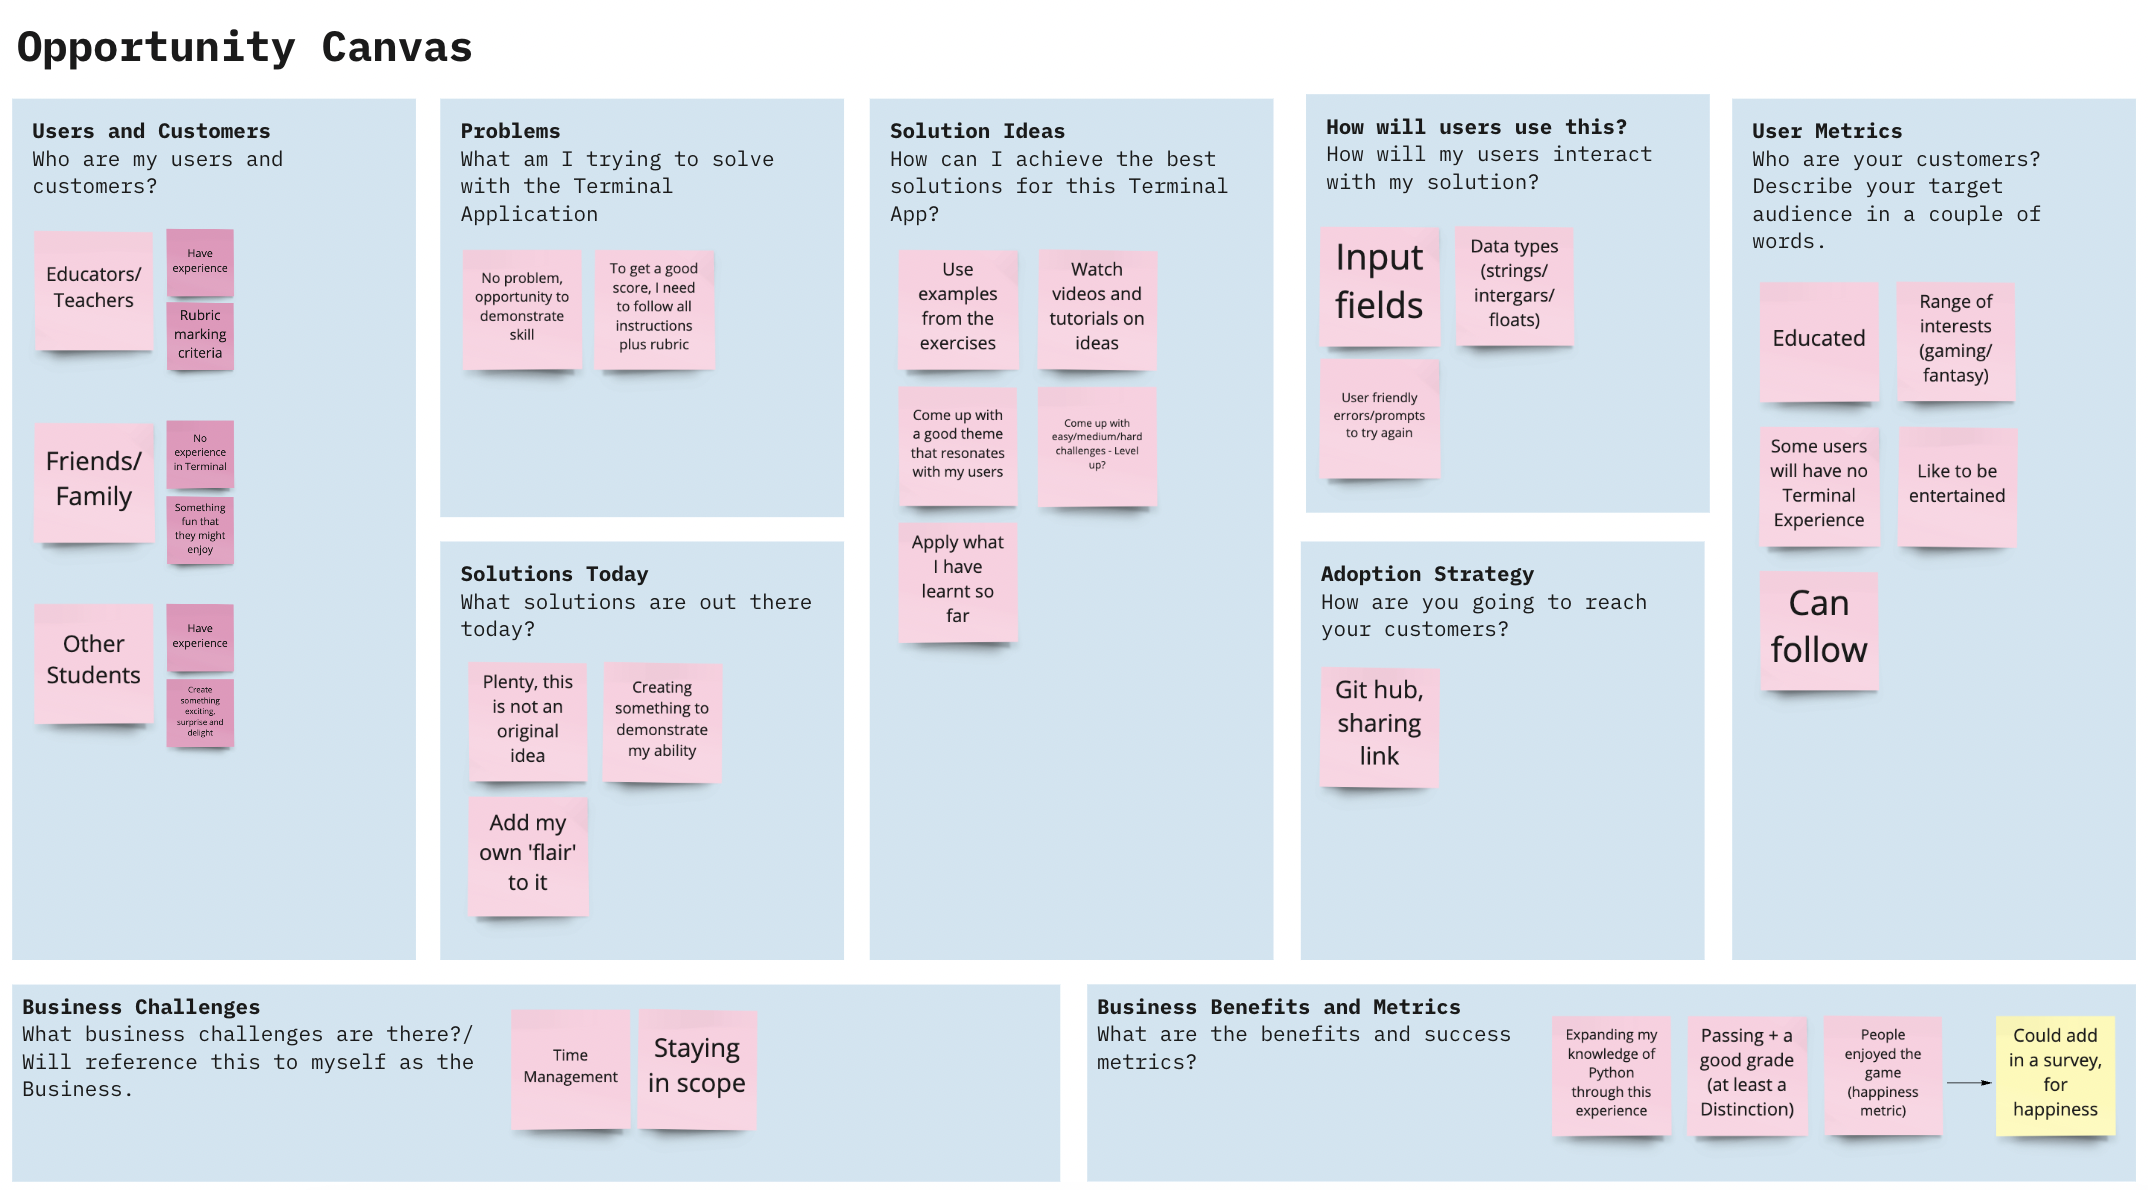 Opportunity Canvas
Users and Customers
Who are my users and
customers?
Educators/
Teachers
Have
experience
Rubric
marking
criteria
Friends/
Family
No
experience
in Terminal
Something
fun that
they might
enjoy
Other
Students
Have
experience
Create
something
exciting,
surprise and
delight
Problems
What am I trying to solve
with the Terminal
Application
No problem,
opportunity to
demonstrate
skill
To get a good
score, I need
to follow all
instructions
plus rubric
Solutions Today
What solutions are out there
today?
Plenty, this
is not an
original
idea
Creating
something to
demonstrate
my ability
Add my
own 'flair'
to it
Solution Ideas
How can I achieve the best
solutions for this Terminal
App?
Use
examples
from the
exercises
Watch
videos and
tutorials on
ideas
Come up with
a good theme
that resonates
with my users
Come up with
easy/medium/hard
challenges - Level
up?
Apply what
I have
learnt so
far
How will users use this?
How will my users interact
with my solution?
Input
fields
Data types
(strings/
intergars/
floats)
User friendly
errors/prompts
to try again
Adoption Strategy
How are you going to reach
your customers?
Git hub,
sharing
link
User Metrics
Who are your customers?
Describe your target
audience in a couple of
words.
Educated
Range of
interests
(gaming/
fantasy)
Some users
will have no
Terminal
Experience
Like to be
entertained
Can
follow
Business Challenges
What business challenges are there?/
Will reference this to myself as the
Business.
Time
Management
Staying
in scope
Business Benefits and Metrics
What are the benefits and success
metrics?
Expanding my
knowledge of
Python
through this
experience
Passing + a
good grade
(at least a
Distinction)
People
enjoyed the
game
(happiness
metric)
Could add
in a survey,
for
happiness